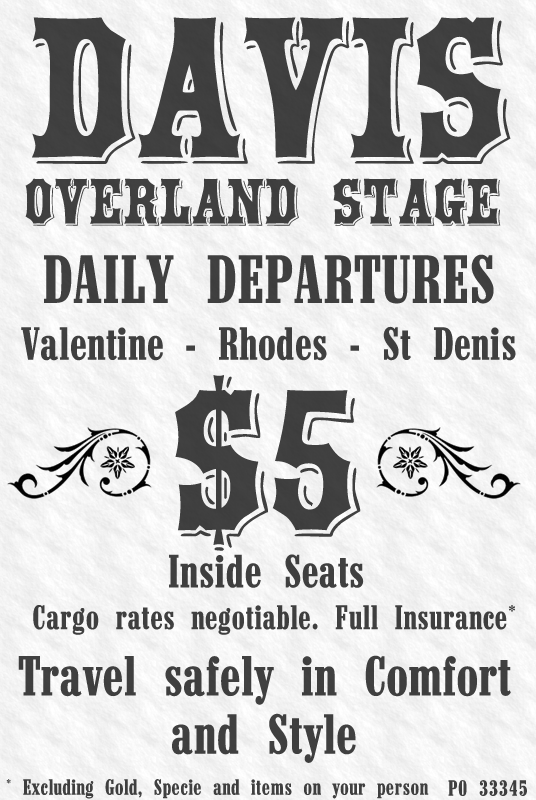 DAVIS
OVERLAND STAGE
DAILY DEPARTURES
Valentine - Rhodes - St Denis
$5
Inside Seats
Cargo rates negotiable. Full Insurance*
Travel safely in Comfort
and Style
* Excluding Gold, Specie and items on your person PO 33345